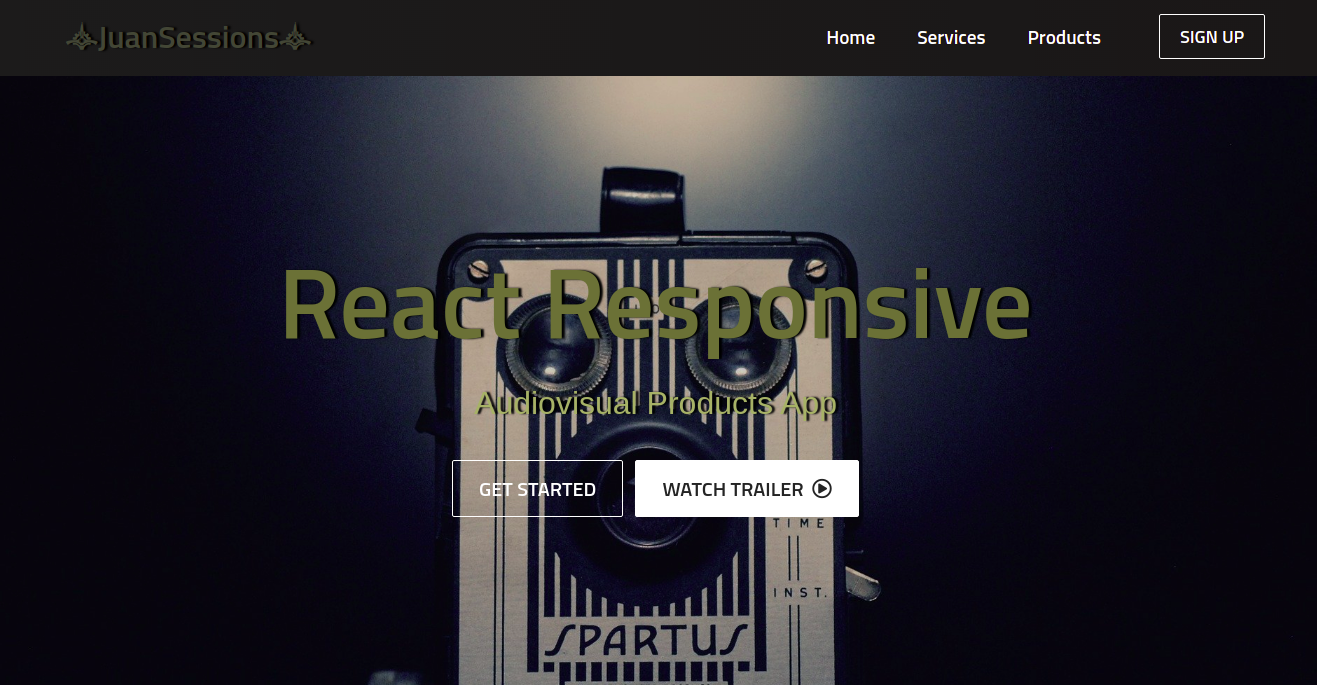 JuanSessions
Home Services Products SIGN UP
React Responsive
Audiovisual Products App
GET STARTED WATCH TRAILER
TIME
INST.
SPARTUS